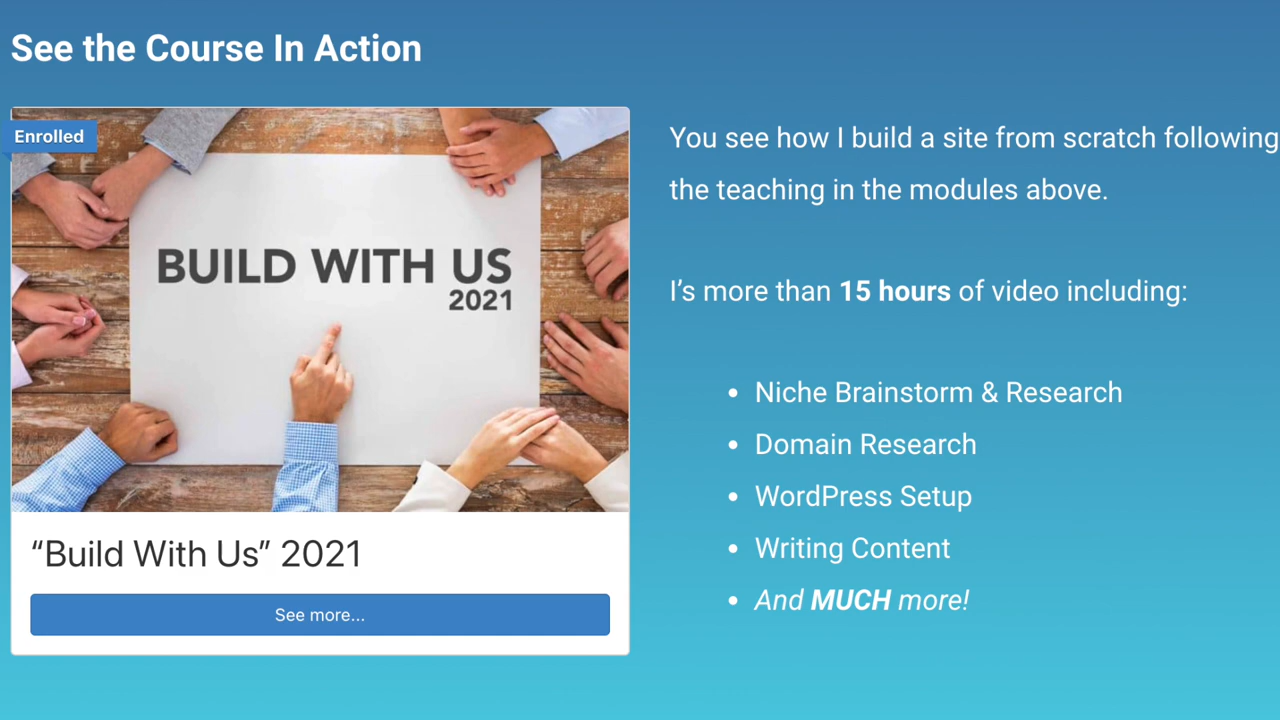 See the Course In Action
Enrolled
BUILD WITH US
2021
“Build With Us” 2021
See more...
You see how I build a site from scratch following
the teaching in the modules above.
I’s more than 15 hours of video including:
• Niche Brainstorm & Research
• Domain Research
• WordPress Setup
• Writing Content
• And MUCH more!